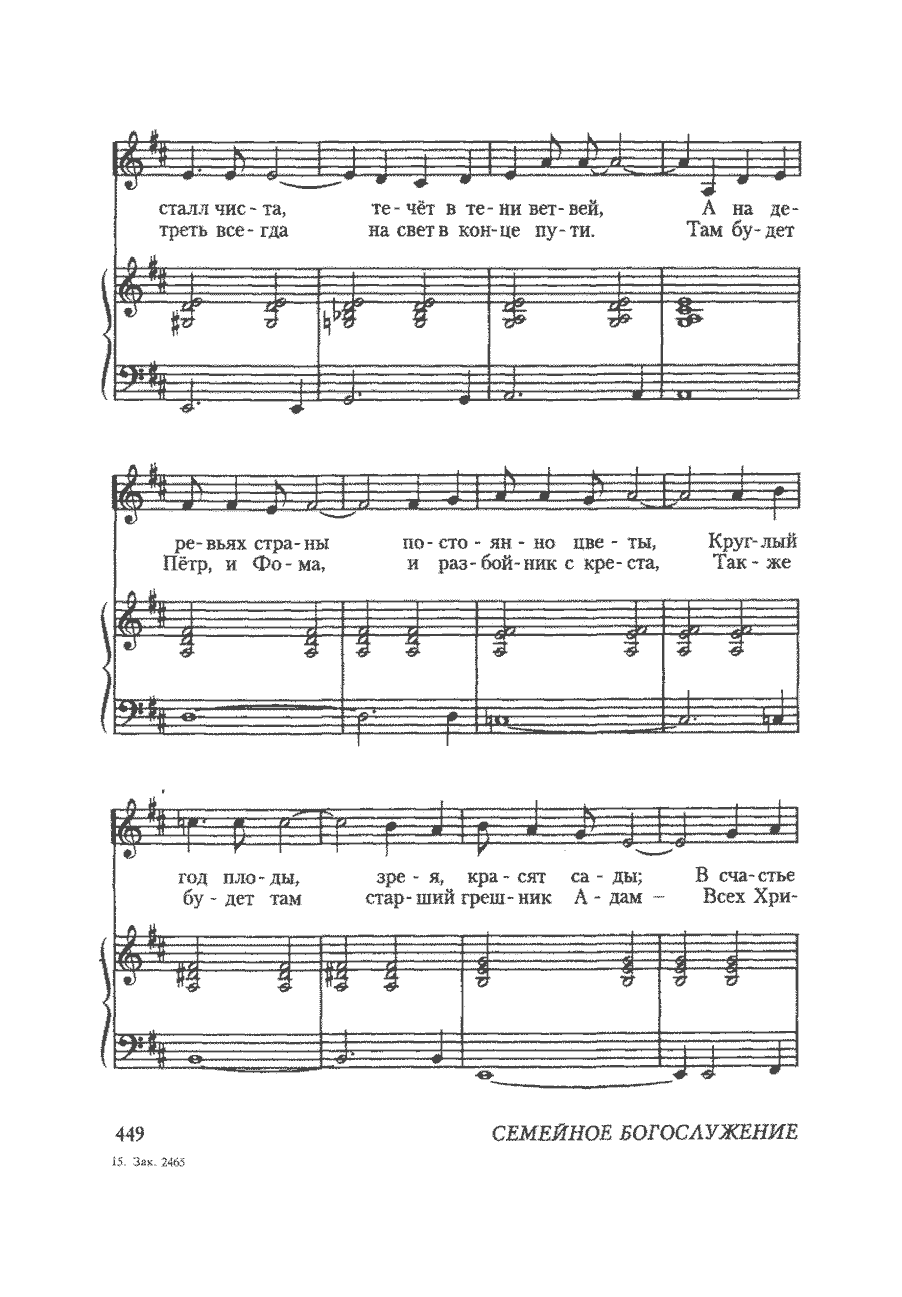 сталл чис - та, те - чёт в те - ни вет - вей, А на де -
треть все - гда на свет в кон - це пу - ти. Там бу - дет
ре - вьях стра - ны по - сто - ян - но цве - ты, Круг - лый
Пётр, и Фо - ма, и раз - бой - ник с кре - ста, Так - же
год пло - ды, зре - я, кра - сят са - ды; В сча - стье
бу - дет там стар - ший греш - ник А - дам – Всех Хри -
449 СЕМЕЙНОЕ БОГОСЛУЖЕНИЕ
15. Зак. 2465